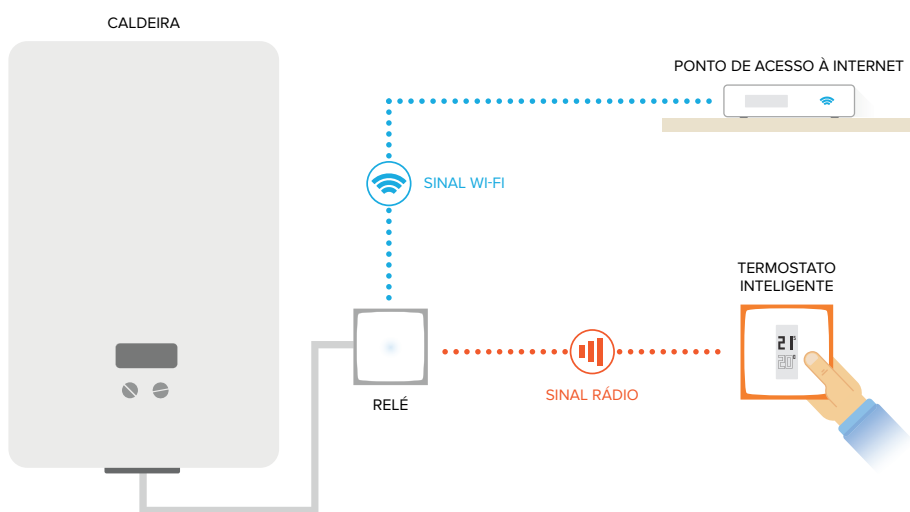 CALDEIRA
PONTO DE ACESSO À INTERNET
SINAL WI-FI
TERMOSTATO
INTELIGENTE
21°
20°
SINAL RÁDIO
RELÉ